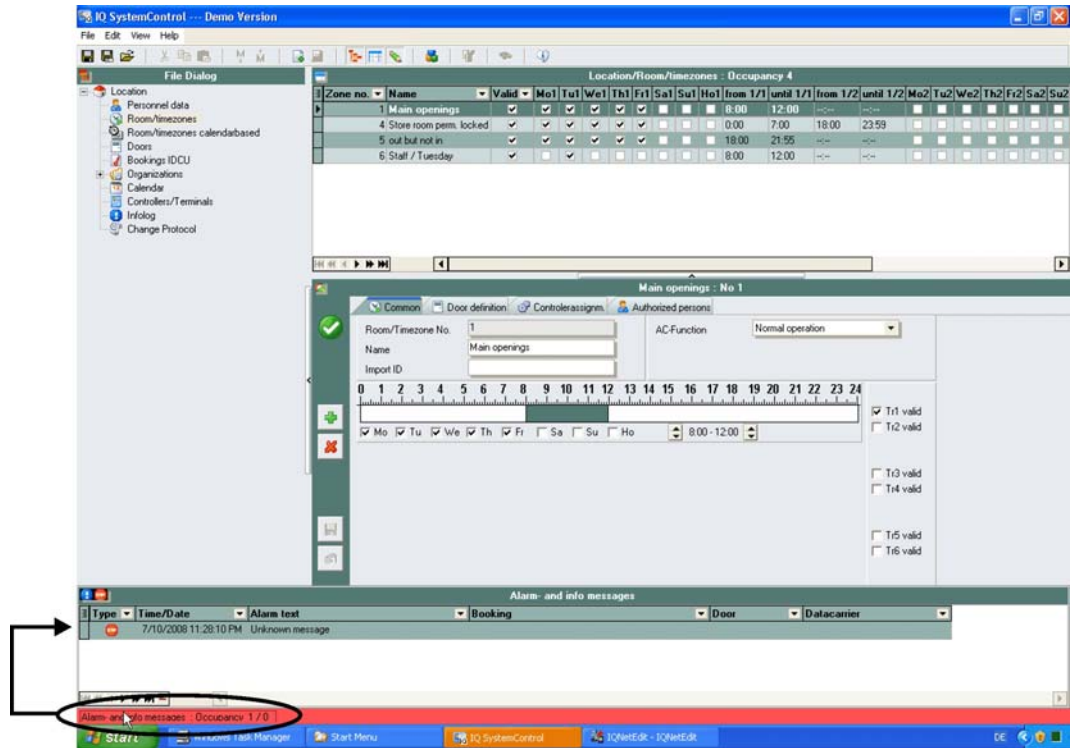 IQ SystemControl --- Demo Version
File Edit View Help
File Dialog
Location
Personnel data
Room/timezones
Room/timezones calendarbased
Doors
Bookings IDCU
Organizations
Calendar
Controllers/Terminals
Infolog
Change Protocol
Location/Room/timezones : Occupancy 4
Zone no. Name Valid Mo1 Tu1 We1 Th1 Fr1 Sa1 Su1 Ho1 from 1/1 until 1/1 from 1/2 until 1/2 Mo2 Tu2 We2 Th2 Fr2 Sa2 Su2
1 Main openings 8:00 12:00 --:-- --:--
4 Store room perm. locked 0:00 7:00 18:00 23:59
5 out but not in 18:00 21:55 --:-- --:--
6 Staff / Tuesday 8:00 12:00 --:-- --:--
Main openings : No 1
Common Door definition Controlerassignm. Authorized persons
Room/Timezone No. 1 AC-Function Normal operation
Name Main openings
Import ID
0 1 2 3 4 5 6 7 8 9 10 11 12 13 14 15 16 17 18 19 20 21 22 23 24
Mo Tu We Th Fr Sa Su Ho 8:00 - 12:00
Tr1 valid
Tr2 valid
Tr3 valid
Tr4 valid
Tr5 valid
Tr6 valid
Alarm- and info messages
Type Time/Date Alarm text Booking Door Datacarrier
7/10/2008 11:28:10 PM Unknown message
Alarm- and info messages : Occupancy 1 / 0
Start Windows Task Manager Start Menu IQ SystemControl IQNetEdit - IQNetEdit DE